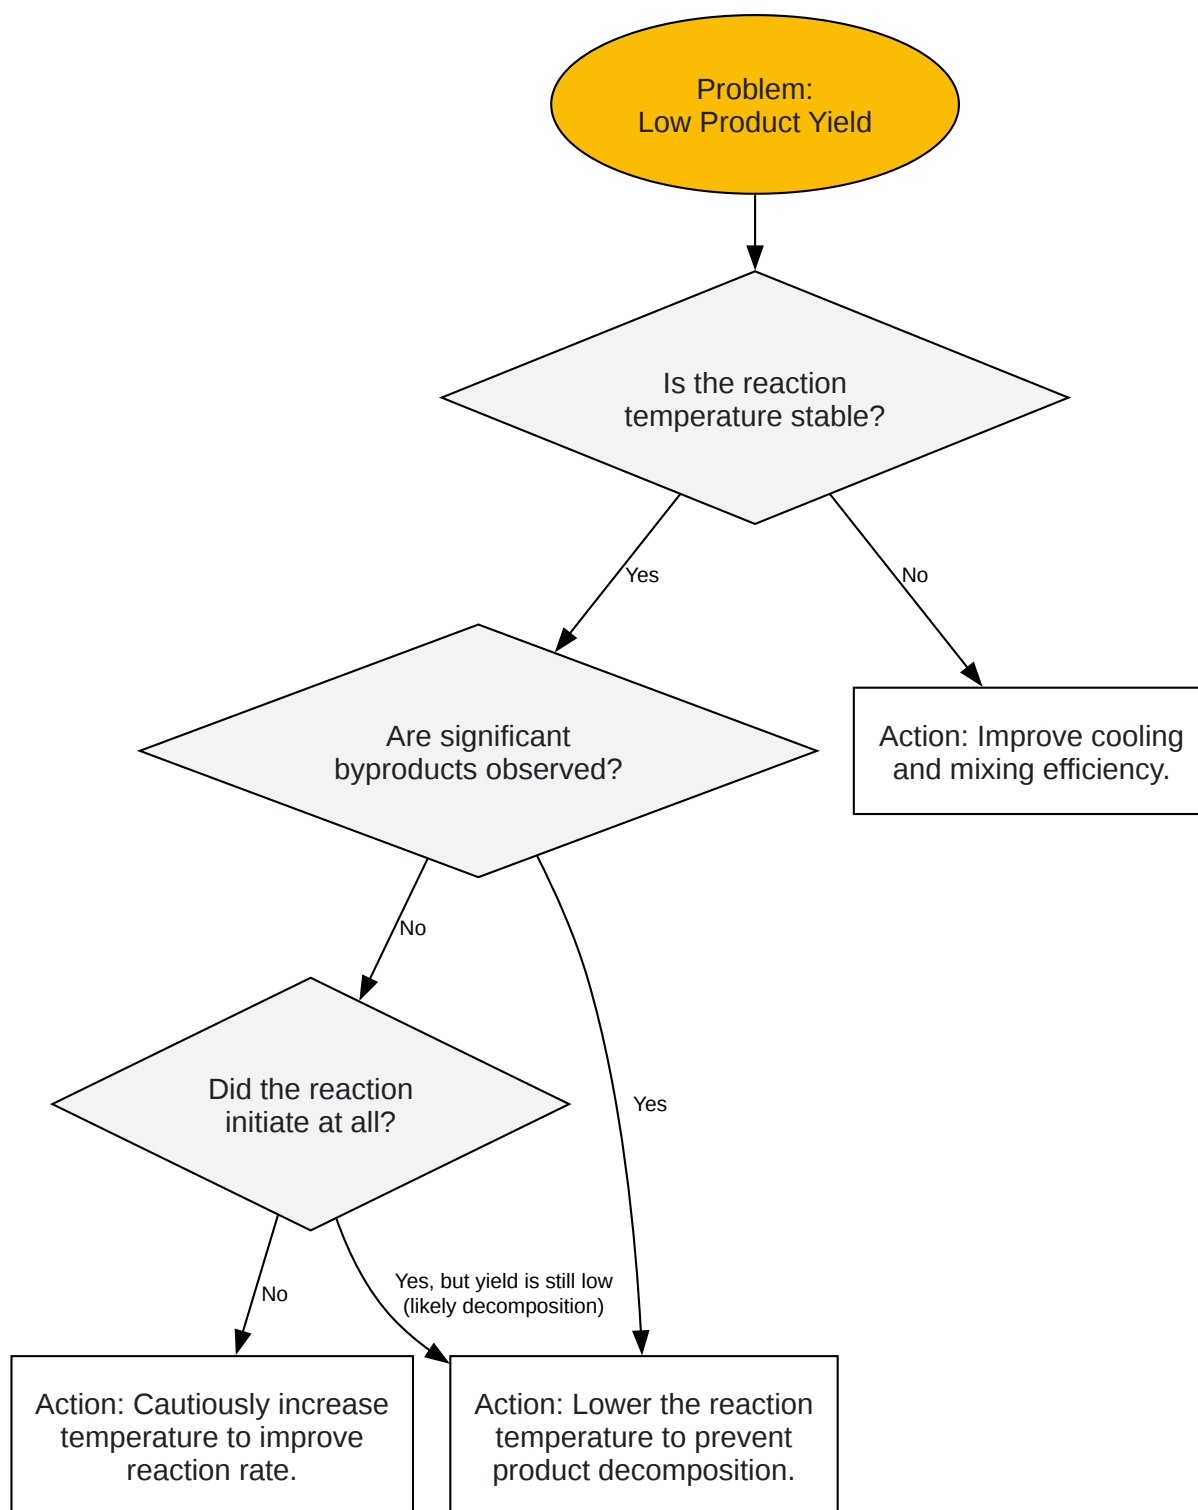 Problem:
Low Product Yield
Is the reaction
temperature stable?
Yes
No
Are significant
byproducts observed?
Action: Improve cooling
and mixing efficiency.
No
Yes
Did the reaction
initiate at all?
No
Yes, but yield is still low
(likely decomposition)
Action: Cautiously increase
temperature to improve
reaction rate.
Action: Lower the reaction
temperature to prevent
product decomposition.